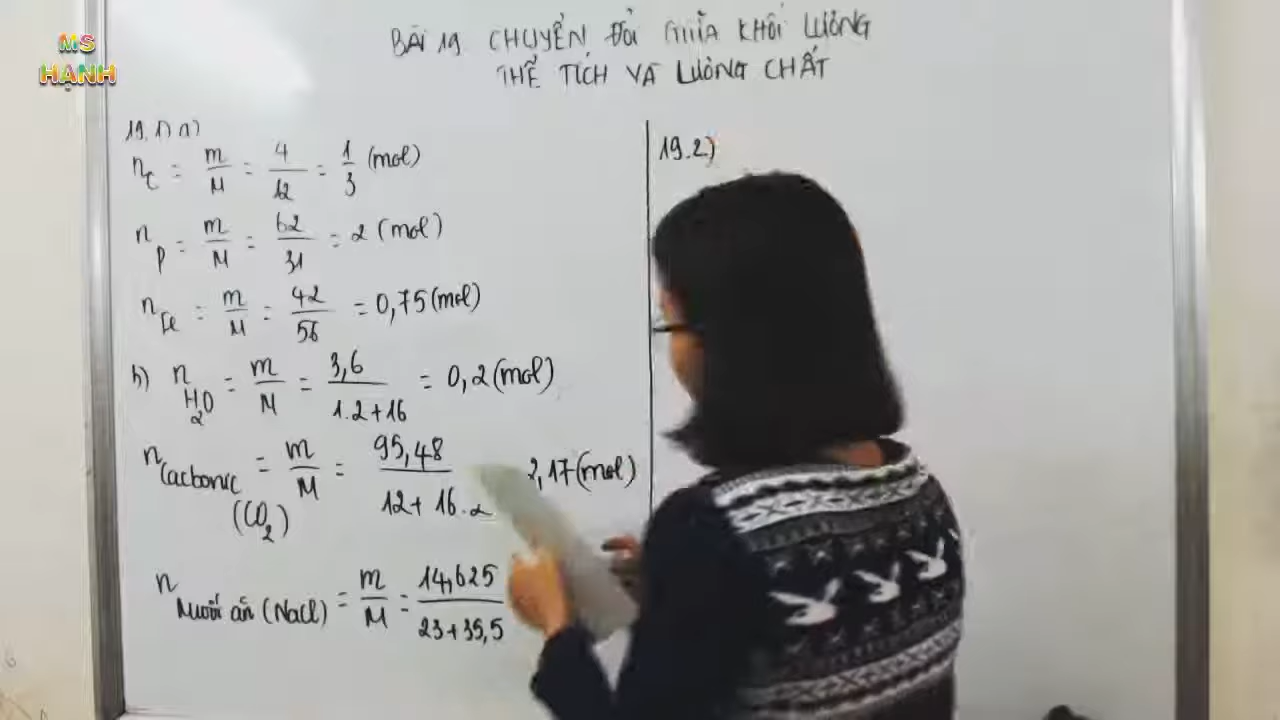 MS
HẠNH
BÀI 19. CHUYỂN ĐỔI GIỮA KHỐI LƯỢNG
THỂ TÍCH VÀ LƯỢNG CHẤT
19.1) a)
n_C = m/M = 4/12 = 1/3 (mol)
n_P = m/M = 62/31 = 2 (mol)
n_Fe = m/M = 42/56 = 0,75 (mol)
b) n_H₂O = m/M = 3,6/1.2+16 = 0,2 (mol)
n_Cacbonic (CO₂) = m/M = 95,48/12+16.2 2,17 (mol)
n_Muối ăn (NaCl) = m/M = 14,625/23+35,5
19.2)